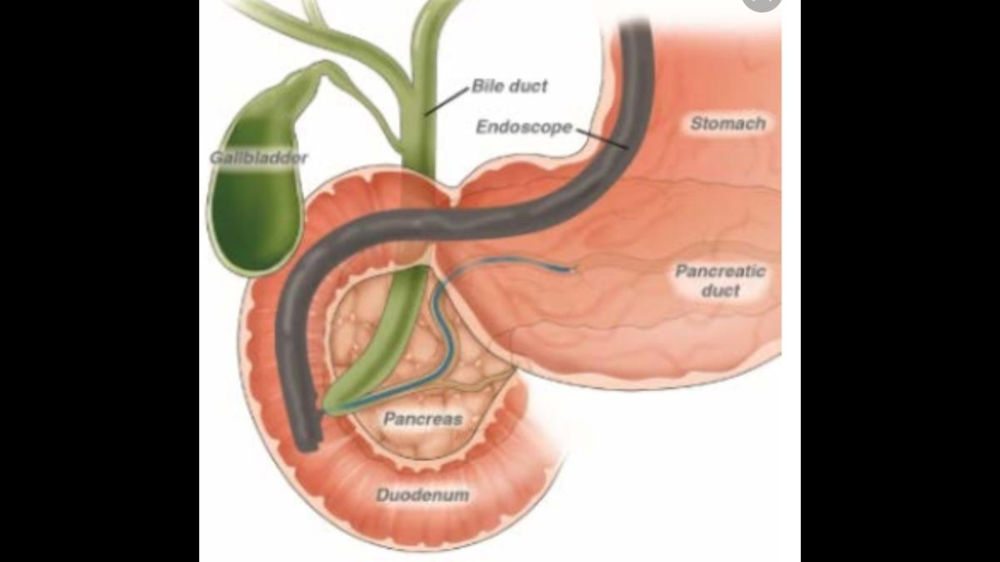 Bile duct
Endoscope
Stomach
Gallbladder
Pancreatic
duct
Pancreas
Duodenum